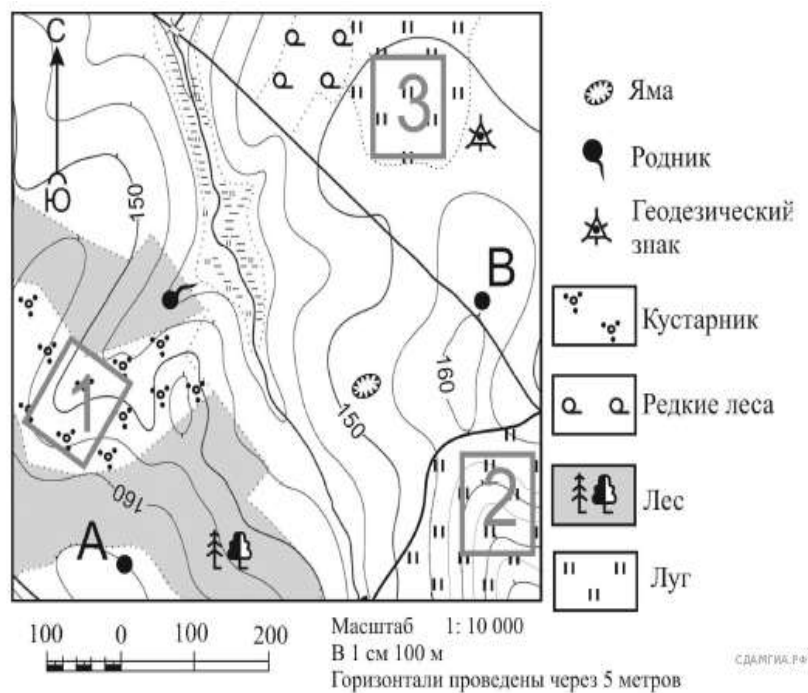 С
Ю
150
1
160
A
3
B
160
150
2
Яма
Родник
Геодезический
знак
Кустарник
Редкие леса
Лес
Луг
100 0 100 200
Масштаб 1: 10 000
В 1 см 100 м
Горизонтали проведены через 5 метров
СДАМГИА.РФ